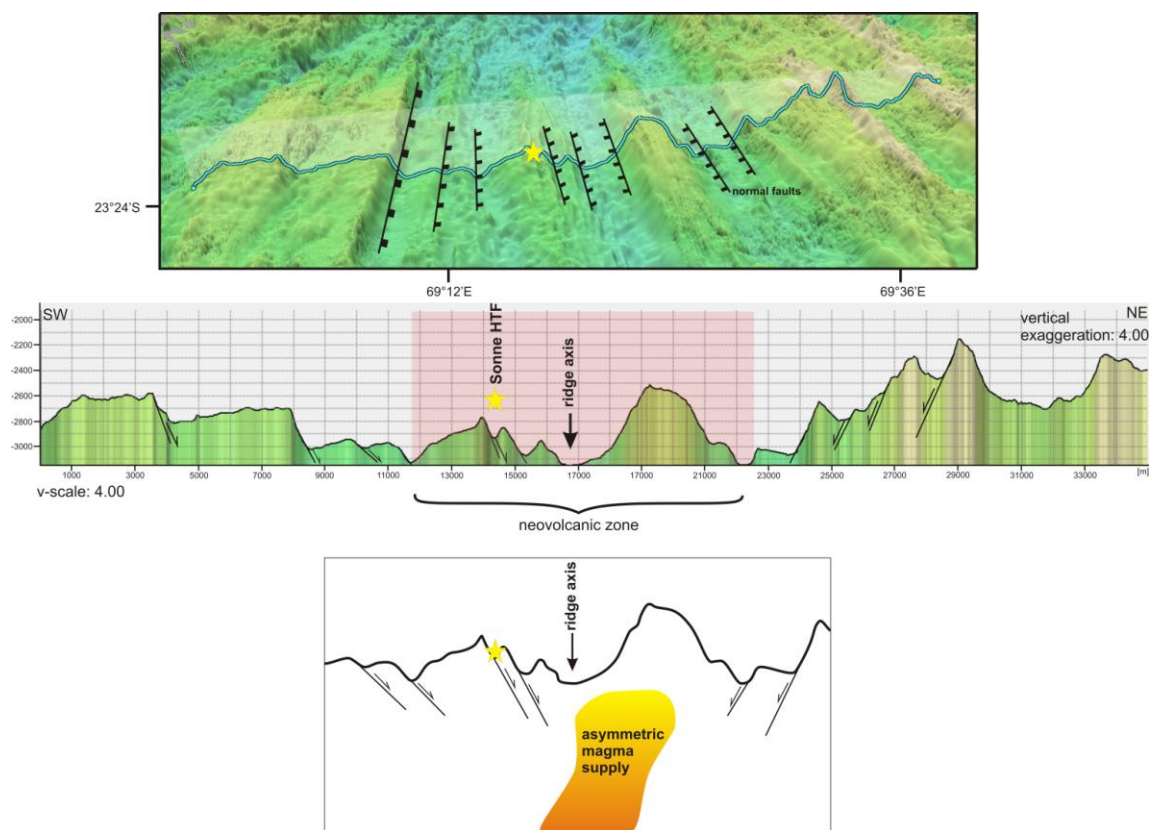 normal faults
23°24'S
69°12'E
69°36'E
SW
NE
Sonne HTF
ridge axis
vertical
exaggeration: 4.00
-2000
-2200
-2400
-2600
-2800
-3000
1000 3000 5000 7000 9000 11000 13000 15000 17000 19000 17000 21000 23000 25000 27000 29000 31000 33000 [m]
v-scale: 4.00
neovolcanic zone
ridge axis
asymmetric
magma
supply